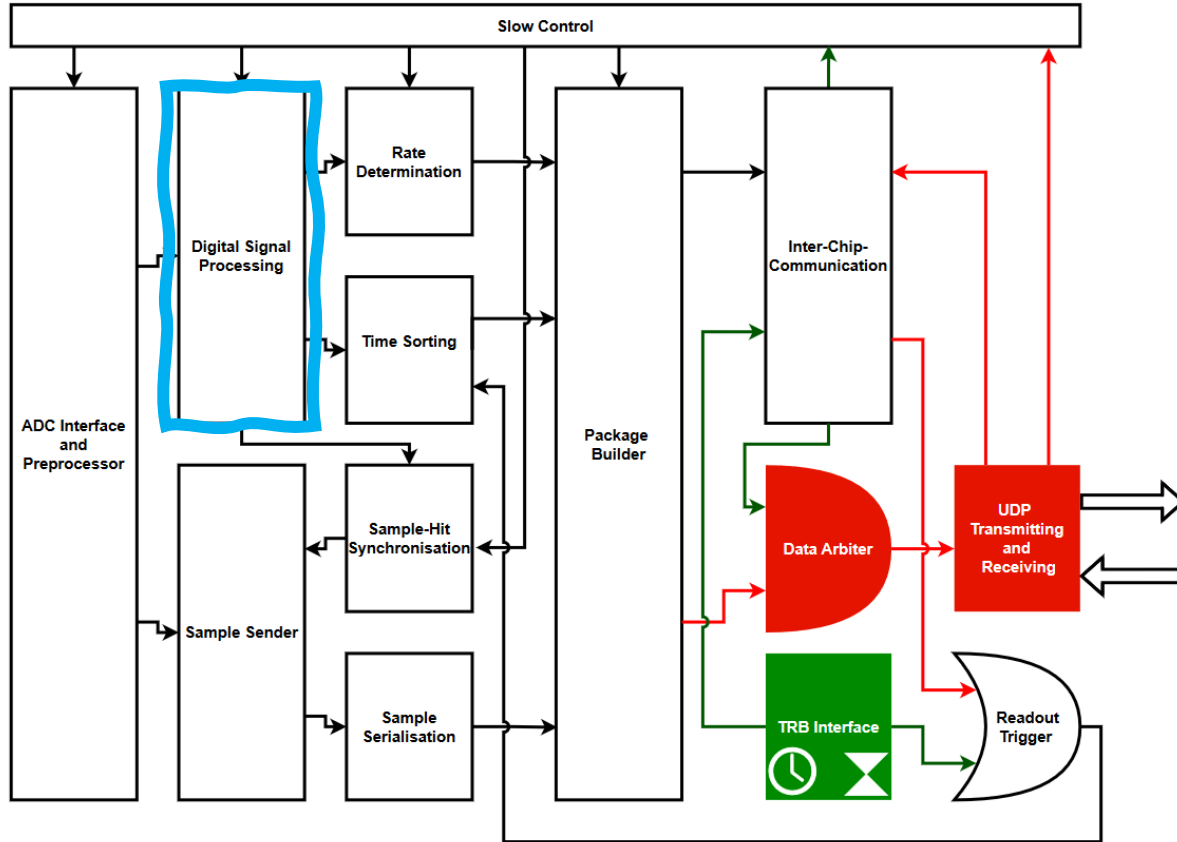 Slow Control
Rate
Determination
Digital Signal
Processing
Inter-Chip-
Communication
Time Sorting
ADC Interface
and
Preprocessor
Package
Builder
Sample-Hit
Synchronisation
Data Arbiter
UDP
Transmitting
and
Receiving
Sample Sender
Sample
Serialisation
TRB Interface
Readout
Trigger